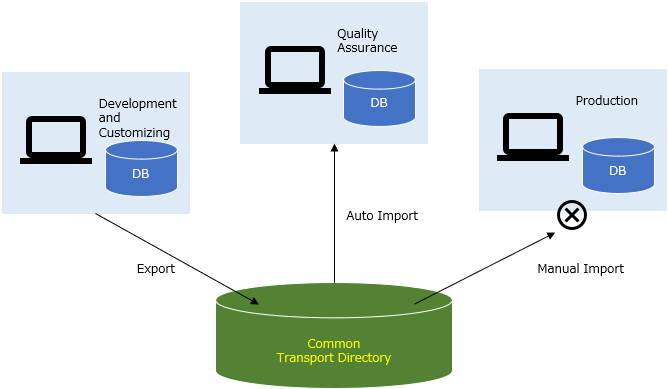 Development
and
Customizing
DB
Quality
Assurance
DB
Production
DB
Export
Auto Import
Manual Import
Common
Transport Directory